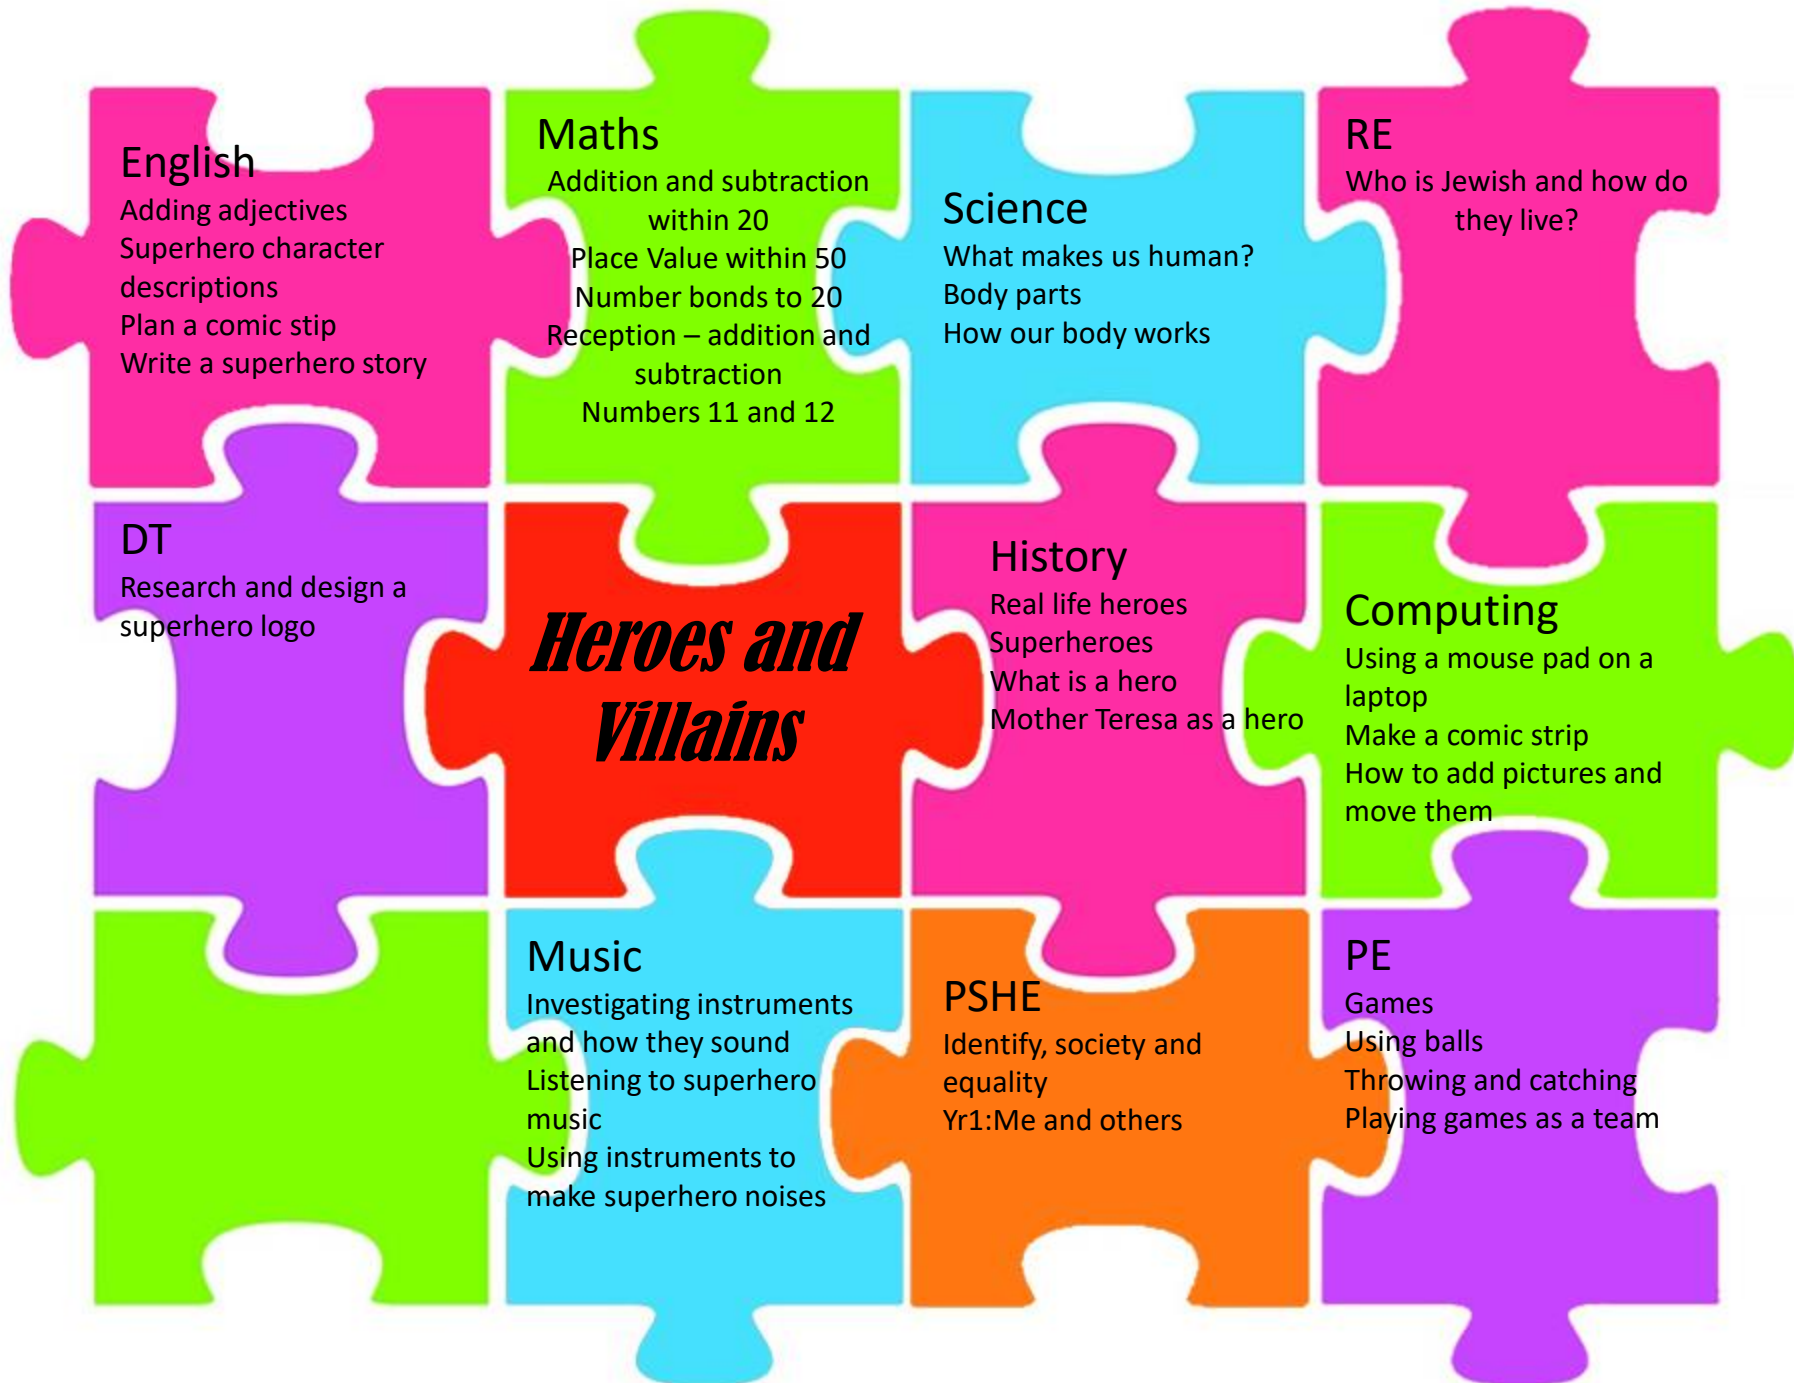 English
Adding adjectives
Superhero character
descriptions
Plan a comic stip
Write a superhero story
Maths
Addition and subtraction
within 20
Place Value within 50
Number bonds to 20
Reception – addition and
subtraction
Numbers 11 and 12
Science
What makes us human?
Body parts
How our body works
RE
Who is Jewish and how do
they live?
DT
Research and design a
superhero logo
Heroes and
Villains
History
Real life heroes
Superheroes
What is a hero
Mother Teresa as a hero
Computing
Using a mouse pad on a
laptop
Make a comic strip
How to add pictures and
move them
Music
Investigating instruments
and how they sound
Listening to superhero
music
Using instruments to
make superhero noises
PSHE
Identify, society and
equality
Yr1:Me and others
PE
Games
Using balls
Throwing and catching
Playing games as a team